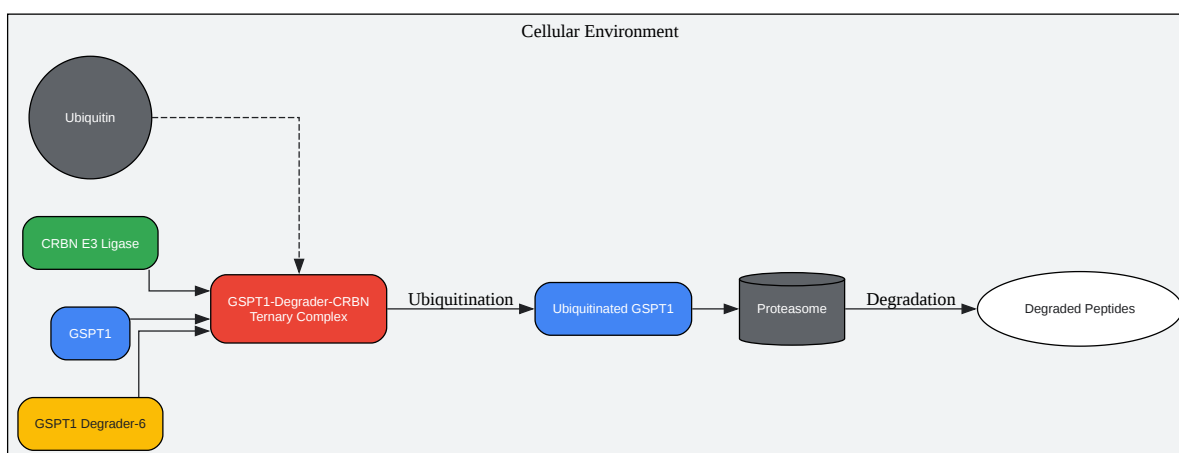 Cellular Environment
Ubiquitin
CRBN E3 Ligase
GSPT1
GSPT1 Degrader-6
GSPT1-Degrader-CRBN
Ternary Complex
Ubiquitination
Ubiquitinated GSPT1
Proteasome
Degradation
Degraded Peptides